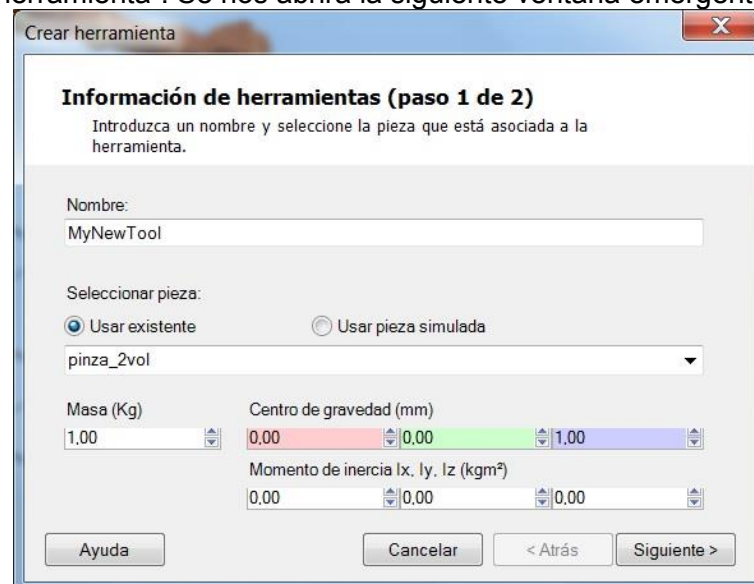 herramienta". Se nos abrirá la siguiente ventana emergent
Crear herramienta
Información de herramientas (paso 1 de 2)
Introduzca un nombre y seleccione la pieza que está asociada a la
herramienta.
Nombre:
MyNewTool
Seleccionar pieza:
Usar existente Usar pieza simulada
pinza_2vol
Masa (Kg) Centro de gravedad (mm)
1,00 0,00 0,00 1,00
Momento de inercia Ix, Iy, Iz (kgm²)
0,00 0,00 0,00
Ayuda Cancelar < Atrás Siguiente >